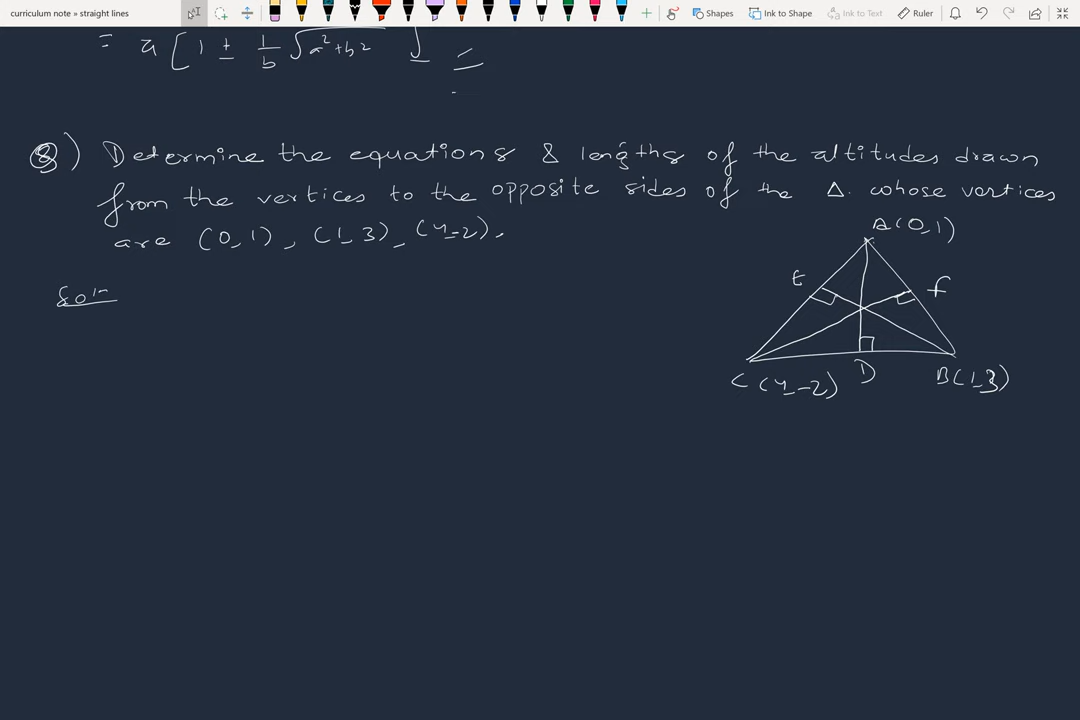 curriculum note » straight lines
Shapes
Ink to Shape
Ink to Text
Ruler
= a [ 1 ± 1/b √a²+b² ]
8) Determine the equations & lengths of the altitudes drawn
from the vertices to the opposite sides of the Δ. whose vertices
are (0,1), (1,3), (4,-2).
A(0,1)
Soln
E
F
C(4,-2)
D
B(1,3)